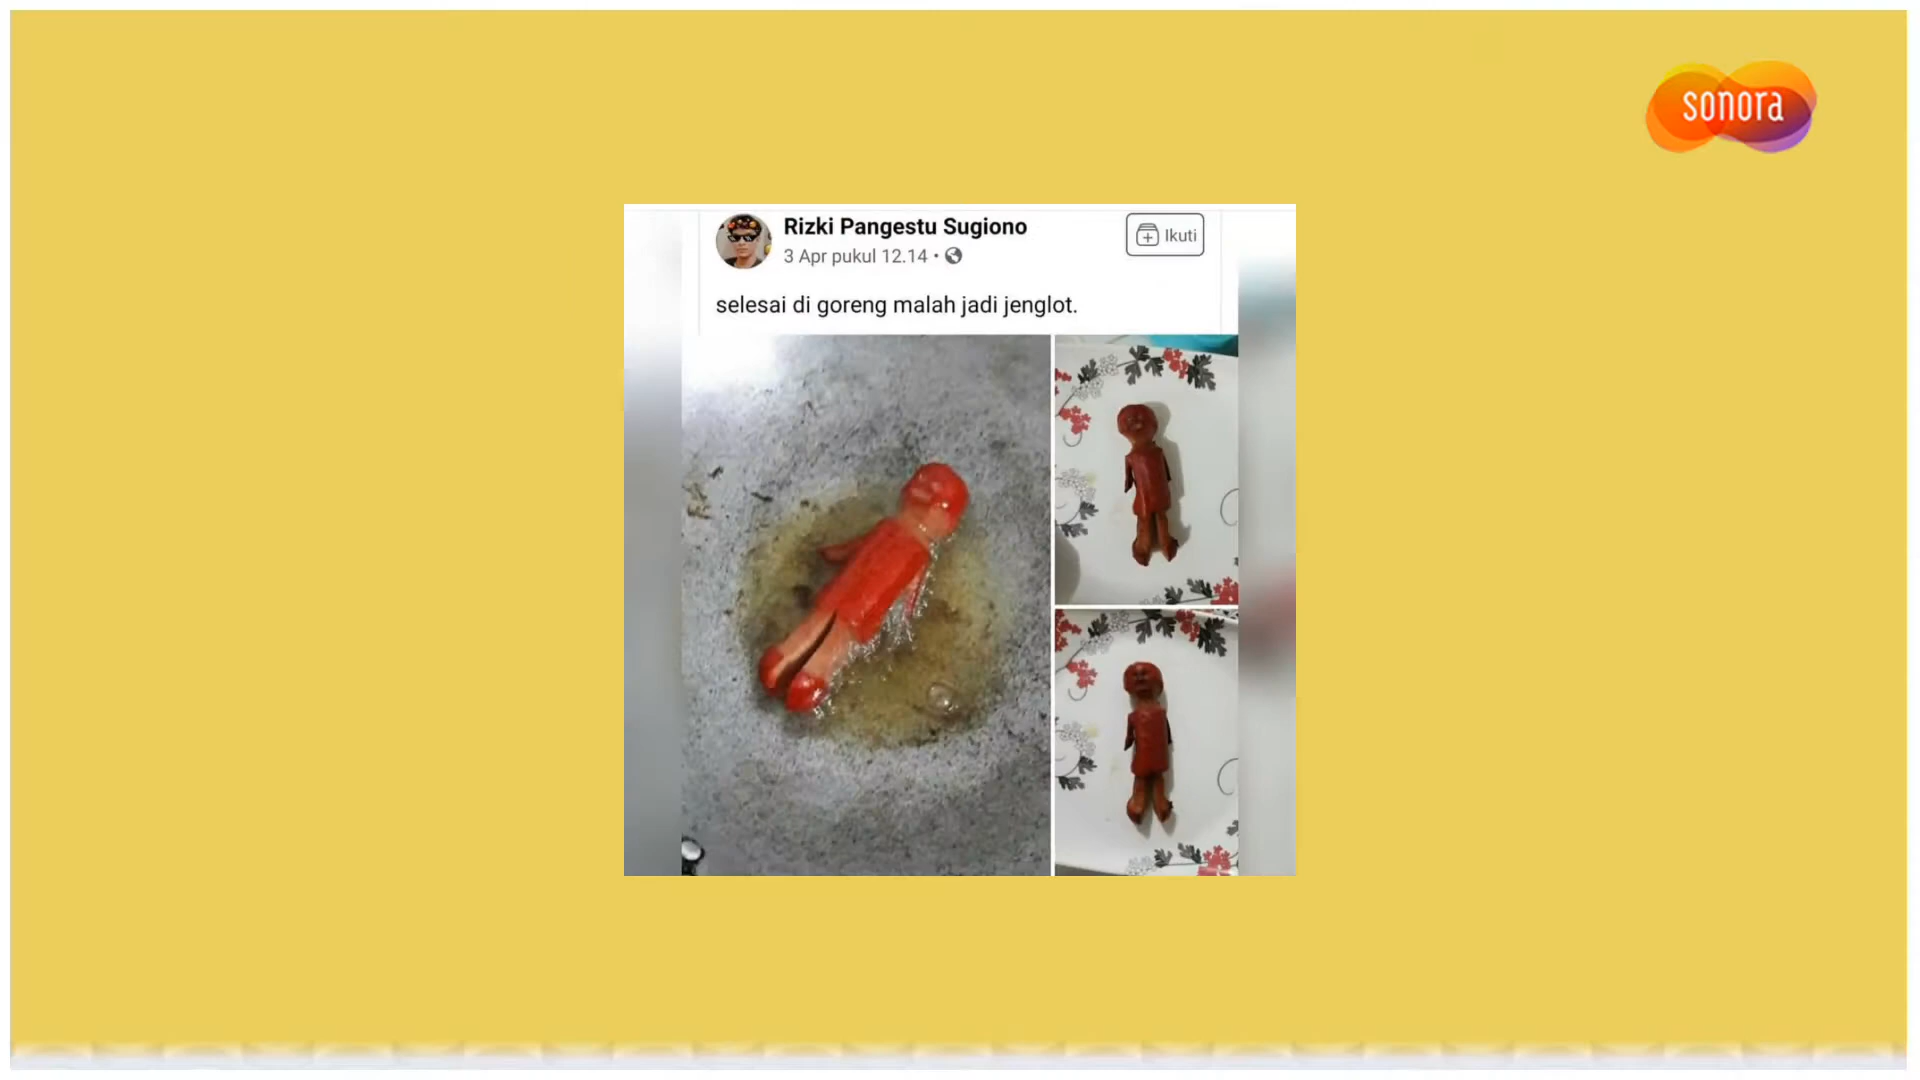 sonora
Rizki Pangestu Sugiono
3 Apr pukul 12.14 •
Ikuti
selesai di goreng malah jadi jenglot.